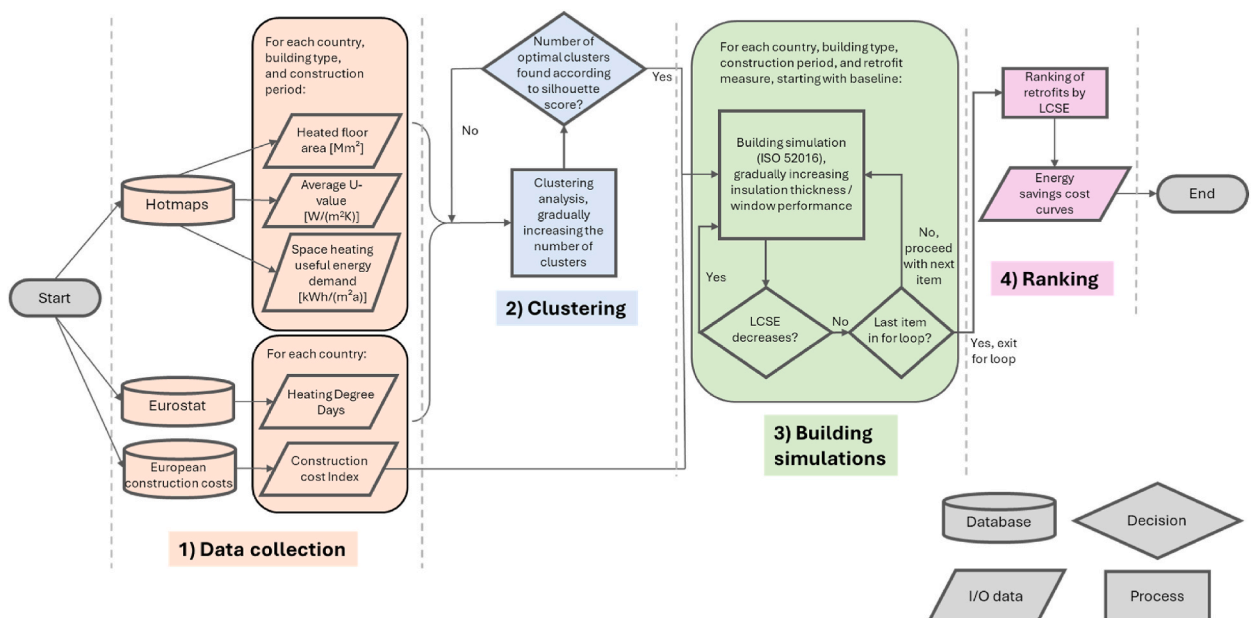 Start
Hotmaps
Eurostat
European
construction costs
For each country,
building type,
and construction
period:
Heated floor
area [Mm²]
Average U-
value
[W/(m²K)]
Space heating
useful energy
demand
[kWh/(m²a)]
For each country:
Heating Degree
Days
Construction
cost Index
1) Data collection
Number of
optimal clusters
found according
to silhouette
score?
Yes
No
Clustering
analysis,
gradually
increasing the
number of
clusters
2) Clustering
For each country, building type,
construction period, and retrofit
measure, starting with baseline:
Building simulation
(ISO 52016),
gradually increasing
insulation thickness /
window performance
Yes
No,
proceed
with next
item
LCSE
decreases?
No
Last item
in for loop?
Yes, exit
for loop
3) Building
simulations
Ranking of
retrofits by
LCSE
Energy
savings cost
curves
End
4) Ranking
Database
Decision
I/O data
Process